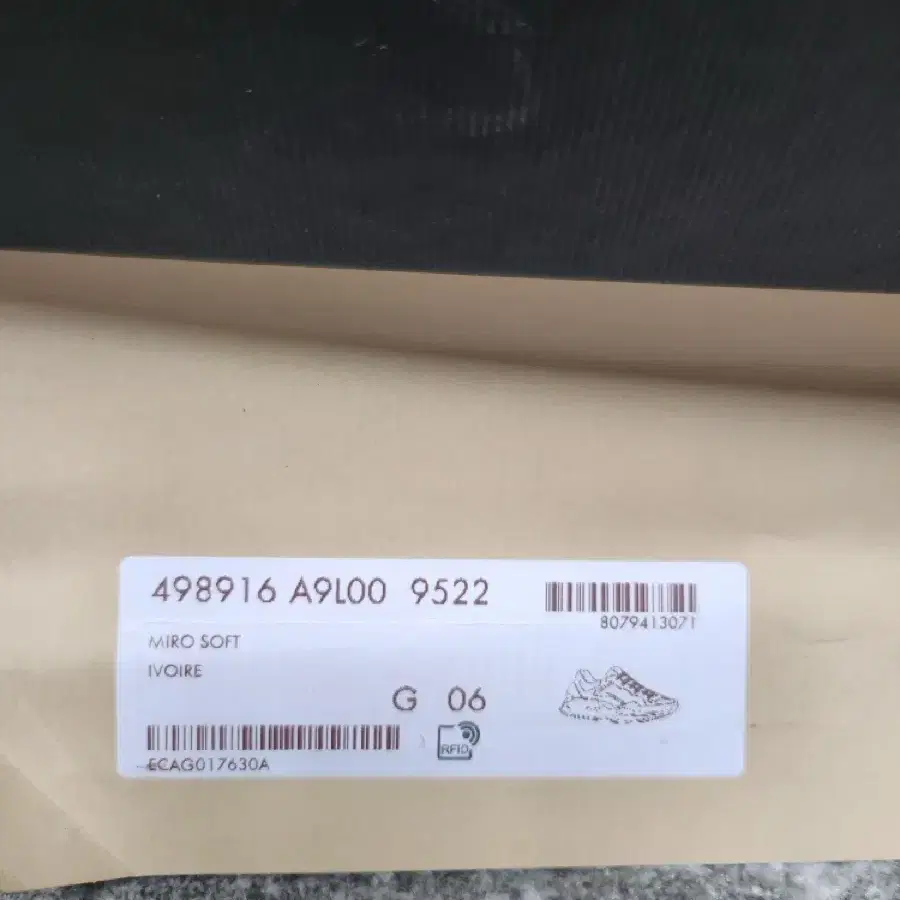 498916 A9L00 9522
8079413071
MIRO SOFT
IVOIRE
G 06
RFID
ECAG017630A